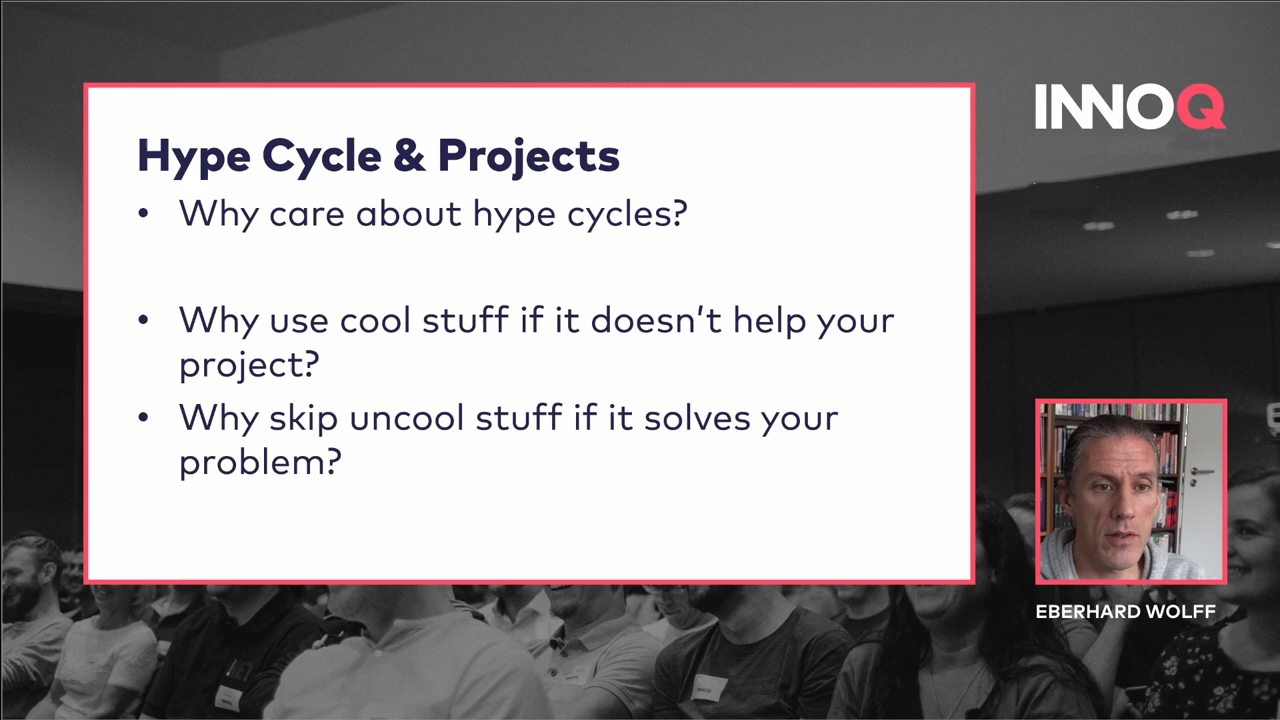 INNOQ
Hype Cycle & Projects
• Why care about hype cycles?
• Why use cool stuff if it doesn't help your
project?
• Why skip uncool stuff if it solves your
problem?
EBERHARD WOLFF
INNOQ